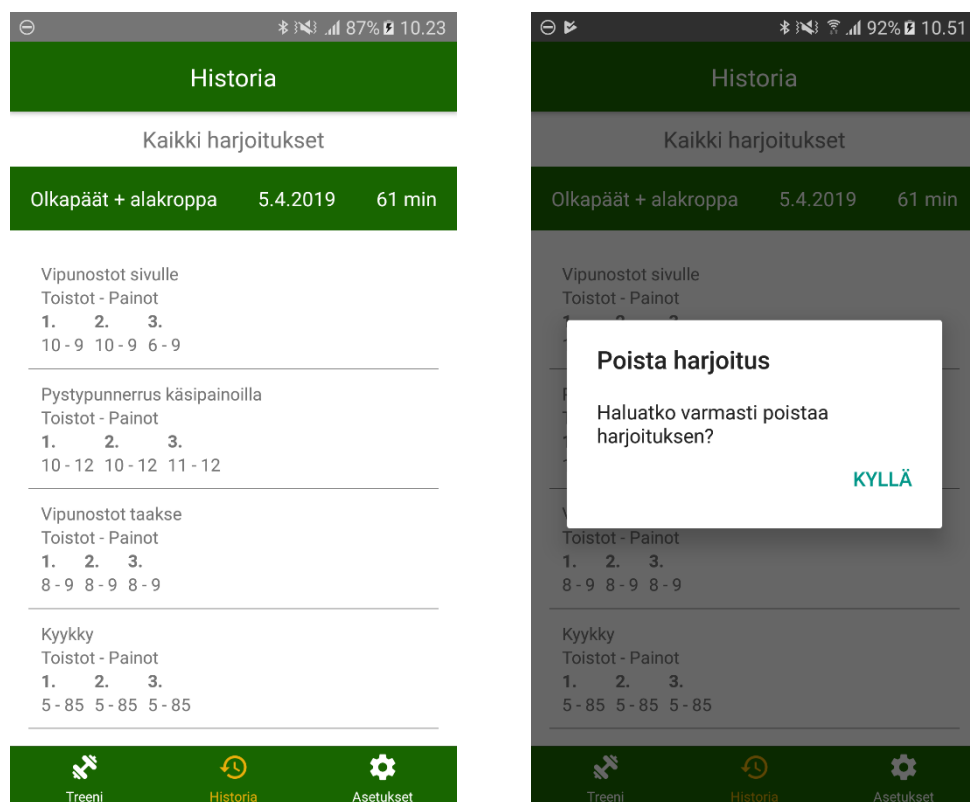 87% 10.23
Historia
Kaikki harjoitukset
Olkapäät + alakroppa 5.4.2019 61 min
Vipunostot sivulle
Toistot - Painot
1. 2. 3.
10 - 9 10 - 9 6 - 9
Pystypunnerrus käsipainoilla
Toistot - Painot
1. 2. 3.
10 - 12 10 - 12 11 - 12
Vipunostot taakse
Toistot - Painot
1. 2. 3.
8 - 9 8 - 9 8 - 9
Kyykky
Toistot - Painot
1. 2. 3.
5 - 85 5 - 85 5 - 85
Treeni Historia Asetukset
92% 10.51
Historia
Kaikki harjoitukset
Olkapäät + alakroppa 5.4.2019 61 min
Vipunostot sivulle
Toistot - Painot
Poista harjoitus
Haluatko varmasti poistaa
harjoituksen?
KYLLÄ
Toistot - Painot
1. 2. 3.
8 - 9 8 - 9 8 - 9
Kyykky
Toistot - Painot
1. 2. 3.
5 - 85 5 - 85 5 - 85
Treeni Historia Asetukset